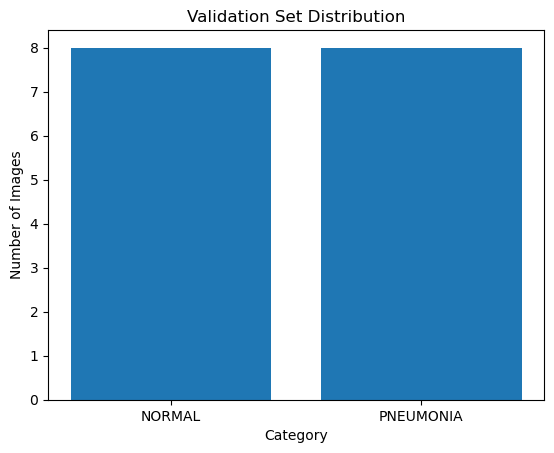 Validation Set Distribution
Number of Images
8
7
6
5
4
3
2
1
0
NORMAL PNEUMONIA
Category